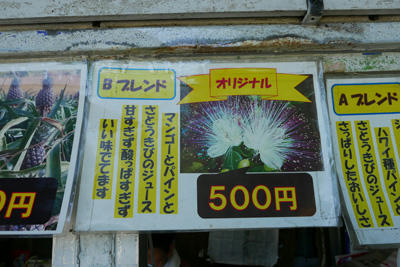 Bブレンド
オリジナル
マンゴーとパインと
さとうきびのジュース
甘すぎず酸っぱすぎず
いい味でてます
500円
0円
Aブレンド
ハワイ種パインと
さとうきびのジュース
さっぱりしたおいしさ